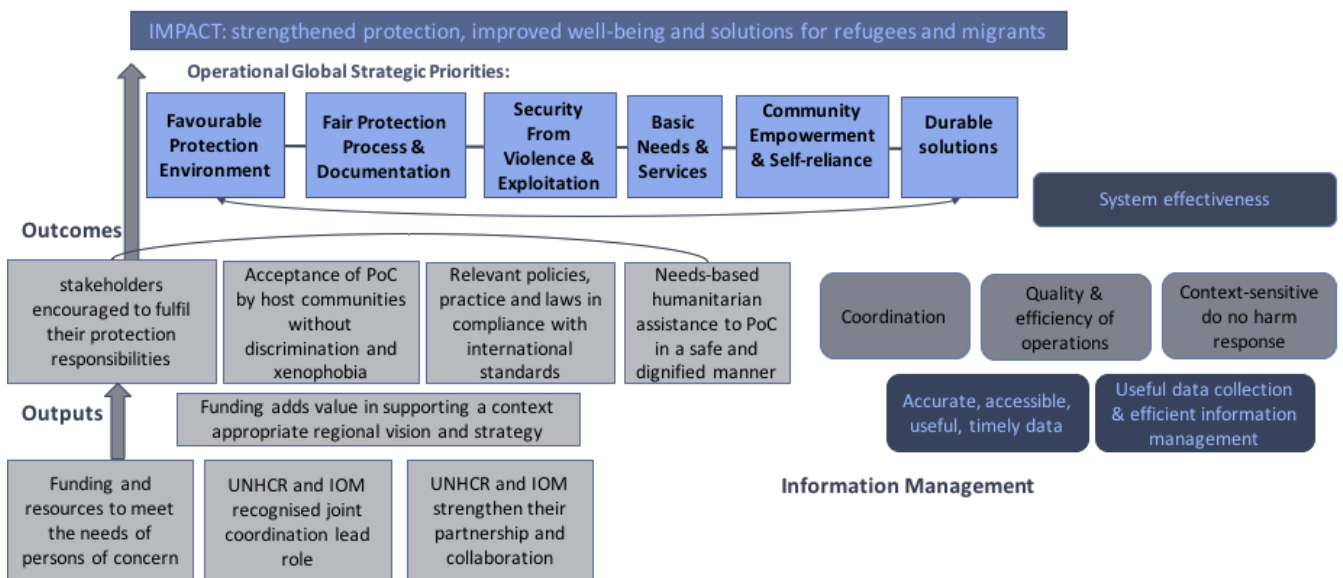 IMPACT: strengthened protection, improved well-being and solutions for refugees and migrants
Operational Global Strategic Priorities:
Favourable
Protection
Environment
Fair Protection
Process &
Documentation
Security
From
Violence &
Exploitation
Basic
Needs &
Services
Community
Empowerment
& Self-reliance
Durable
solutions
System effectiveness
Outcomes
stakeholders
encouraged to fulfil
their protection
responsibilities
Acceptance of PoC
by host communities
without
discrimination and
xenophobia
Relevant policies,
practice and laws in
compliance with
international
standards
Needs-based
humanitarian
assistance to PoC
in a safe and
dignified manner
Coordination
Quality &
efficiency of
operations
Context-sensitive
do no harm
response
Outputs
Funding adds value in supporting a context
appropriate regional vision and strategy
Accurate, accessible,
useful, timely data
Useful data collection
& efficient information
management
Funding and
resources to meet
the needs of
persons of concern
UNHCR and IOM
recognised joint
coordination lead
role
UNHCR and IOM
strengthen their
partnership and
collaboration
Information Management